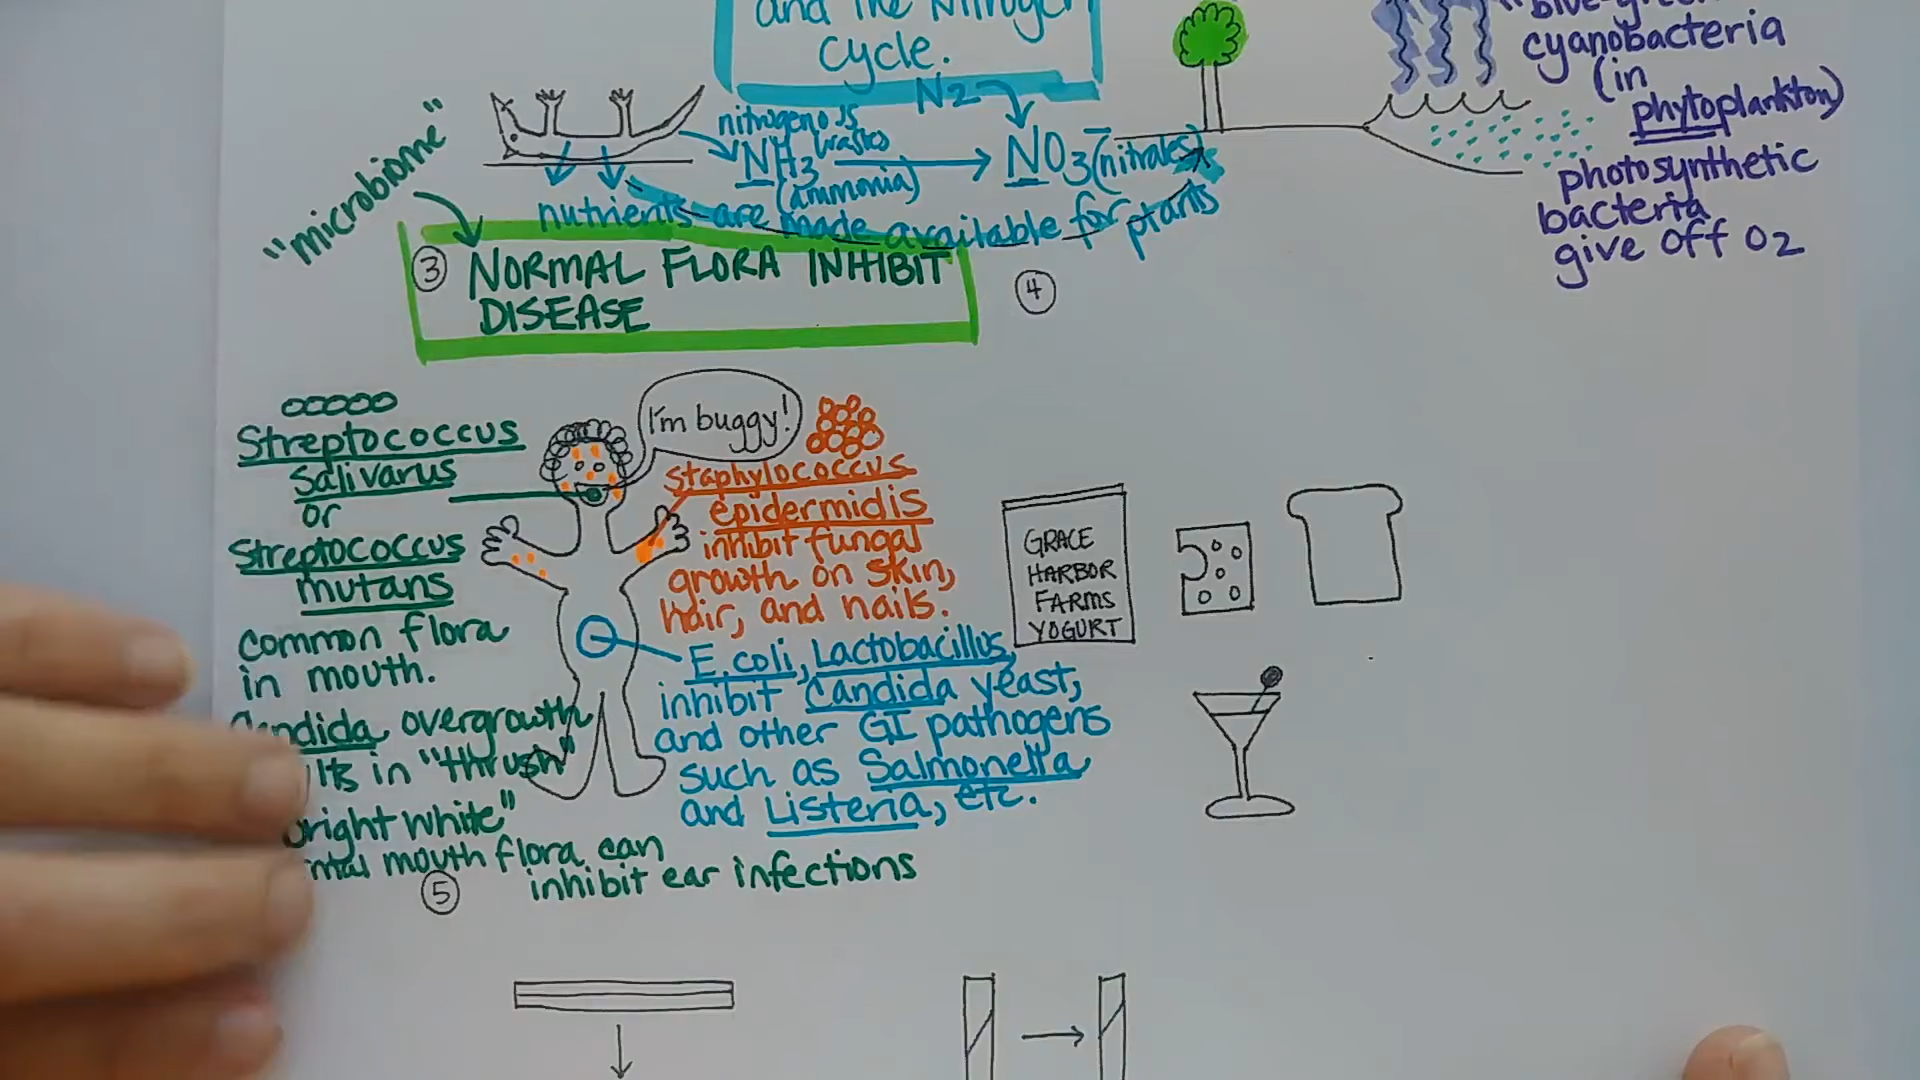 and the Nitrogen
cycle.
N2
nitrogenous
wastes
NH3
(ammonia)
NO3⁻ (nitrates)
nutrients are made available for plants
cyanobacteria
(in
phytoplankton)
photosynthetic
bacteria
give off O2
"microbiome"
③ NORMAL FLORA INHIBIT
DISEASE
④
Streptococcus
salivarus
or
Streptococcus
mutans
common flora
in mouth.
overgrowth
in "thrush"
bright white"
mouth flora can
inhibit ear infections
⑤
I'm buggy!
Staphylococcus
epidermidis
inhibit fungal
growth on skin,
hair, and nails.
E. coli, Lactobacillus,
inhibit Candida yeast,
and other GI pathogens
such as Salmonella
and Listeria, etc.
GRACE
HARBOR
FARMS
YOGURT